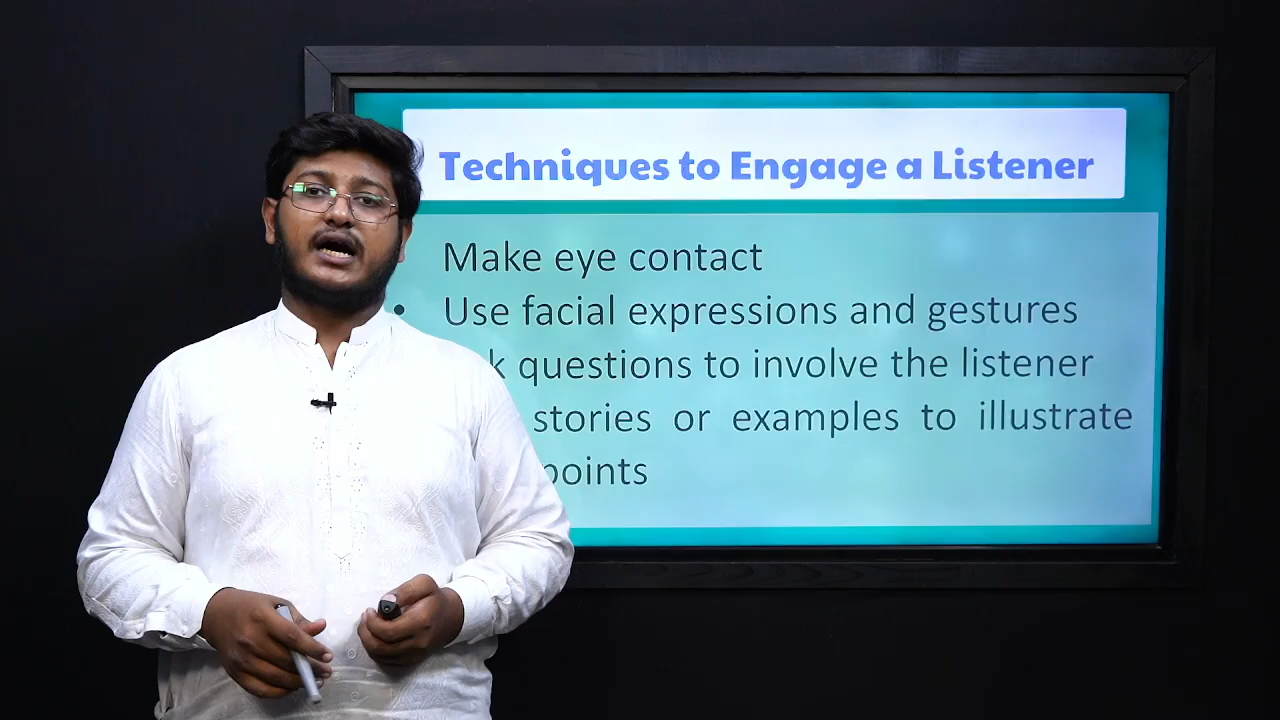 Techniques to Engage a Listener
Make eye contact
• Use facial expressions and gestures
questions to involve the listener
stories or examples to illustrate
points